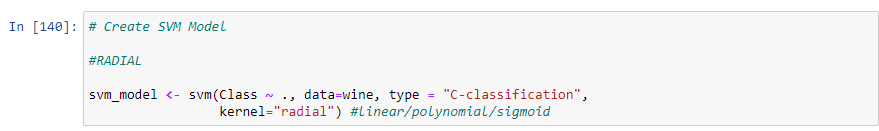 In [140]: # Create SVM Model
#RADIAL
svm_model <- svm(Class ~ ., data=wine, type = "C-classification",
kernel="radial") #linear/polynomial/sigmoid